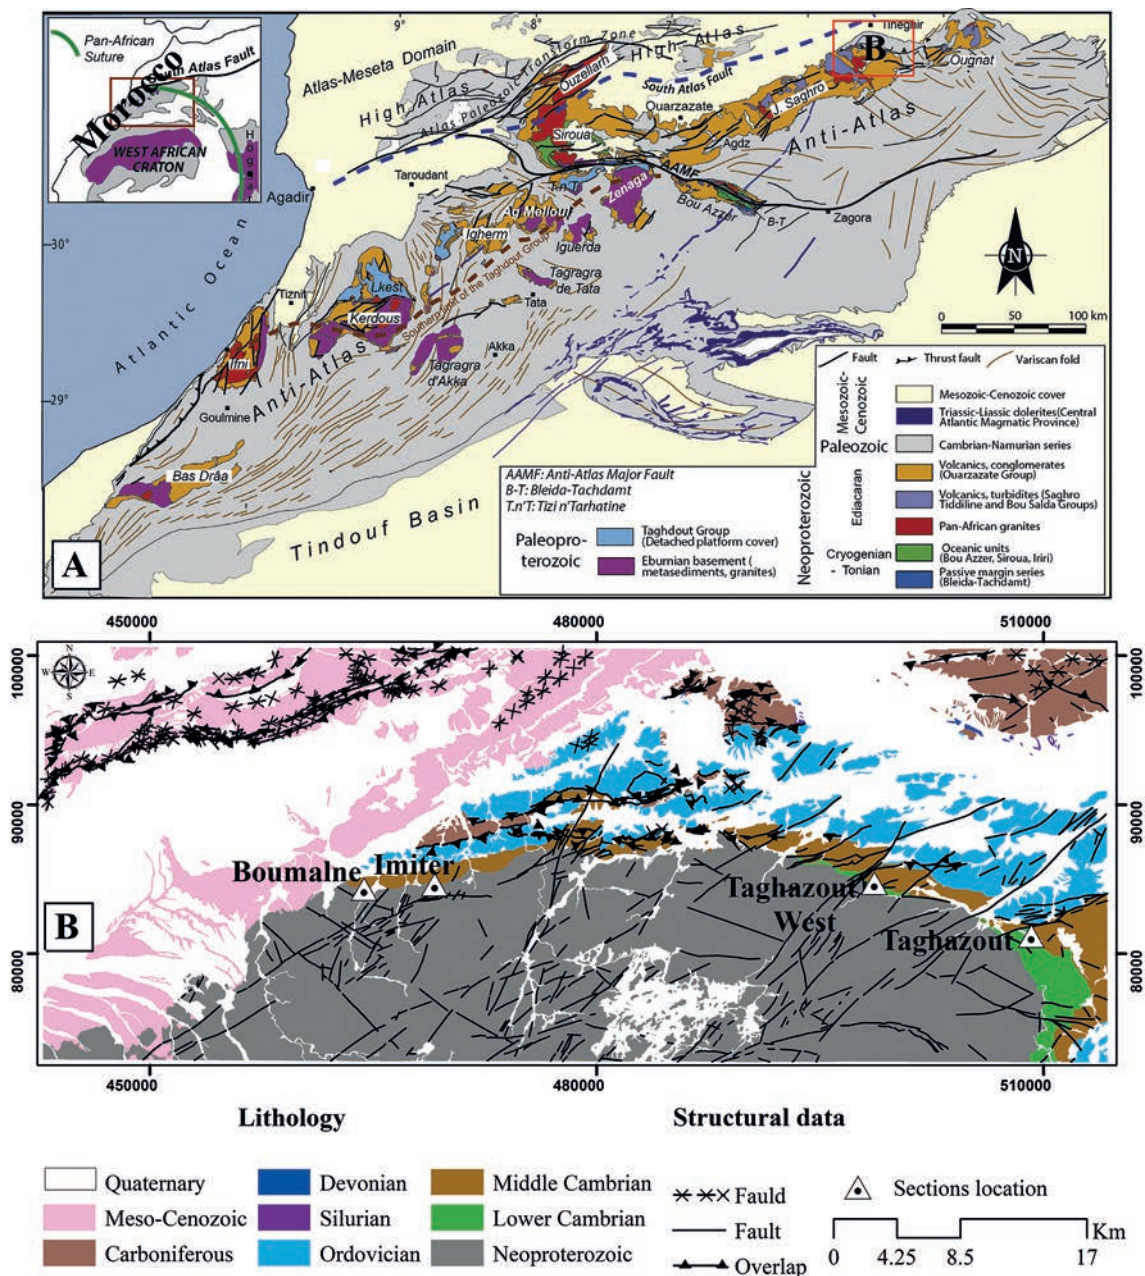 A
Pan-African
Suture
South Atlas Fault
Morocco
WEST AFRICAN
CRATON
9°
8°
7°
Atlas-Meseta Domain
High Atlas
Atlas Paleozoic Transform Zone
High-Atlas
Ouzellarh
South Atlas Fault
Ouarzazate
J. Saghro
Tineghir
B
Ougnat
Anti-Atlas
Siroua
Agdz
AAMF
Agadir
Taroudant
T.n'T
Zenaga
Bou Azzer
B-T
Zagora
Ag Mellouf
Igherm
Iguerda
30°
Atlantic Ocean
Lkest
Tiznit
Kerdous
Southern limit of the Taghdout Group
Tagragra
de Tata
Tata
Akka
Tagragra
d'Akka
Ifni
Anti-Atlas
29°
Goulmine
Bas Drâa
Tindouf Basin
N
0 50 100 km
Fault
Thrust fault
Variscan fold
Mesozoic-
Cenozoic
Mesozoic-Cenozoic cover
Triassic-Liassic dolerites(Central
Atlantic Magmatic Province)
Paleozoic
Cambrian-Namurian series
Neoproterozoic
Ediacaran
Volcanics, conglomerates
(Ouarzazate Group)
Volcanics, turbidites (Saghro
Tiddiline and Bou Salda Groups)
Pan-African granites
Cryogenian
- Tonian
Oceanic units
(Bou Azzer, Siroua, Iriri)
Passive margin series
(Bleida-Tachdamt)
AAMF: Anti-Atlas Major Fault
B-T: Bleida-Tachdamt
T.n'T: Tizi n'Tarhatine
Paleopro-
terozoic
Taghdout Group
(Detached platform cover)
Eburnian basement (
metasediments, granites)
450000 480000 510000
N
W E
S
100000 100000
90000 90000
80000 80000
Boumalne Imiter
Taghazout
West
Taghazout
B
450000 480000 510000
Lithology Structural data
Quaternary Devonian Middle Cambrian
Meso-Cenozoic Silurian Lower Cambrian
Carboniferous Ordovician Neoproterozoic
Fauld
Fault
Overlap
Sections location
Km
0 4.25 8.5 17